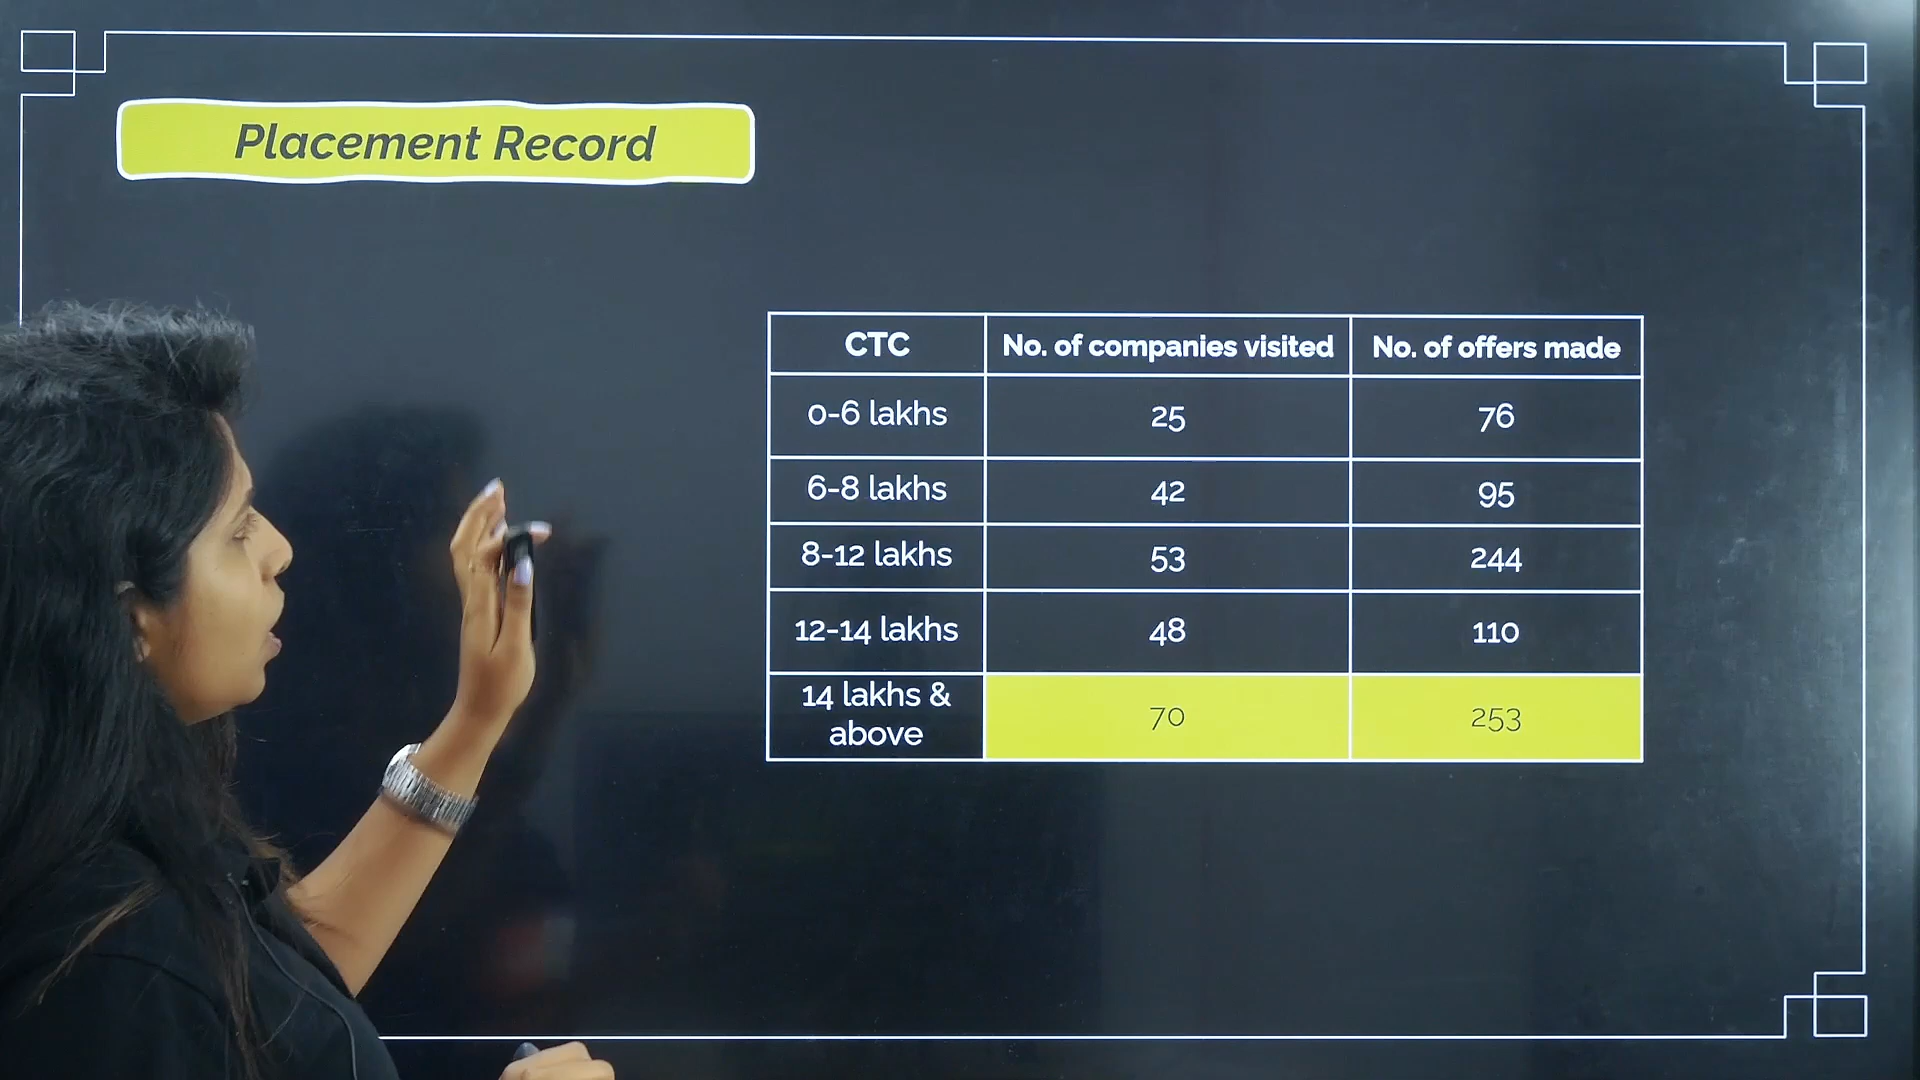 Placement Record
CTC No. of companies visited No. of offers made
0-6 lakhs 25 76
6-8 lakhs 42 95
8-12 lakhs 53 244
12-14 lakhs 48 110
14 lakhs &
above 70 253